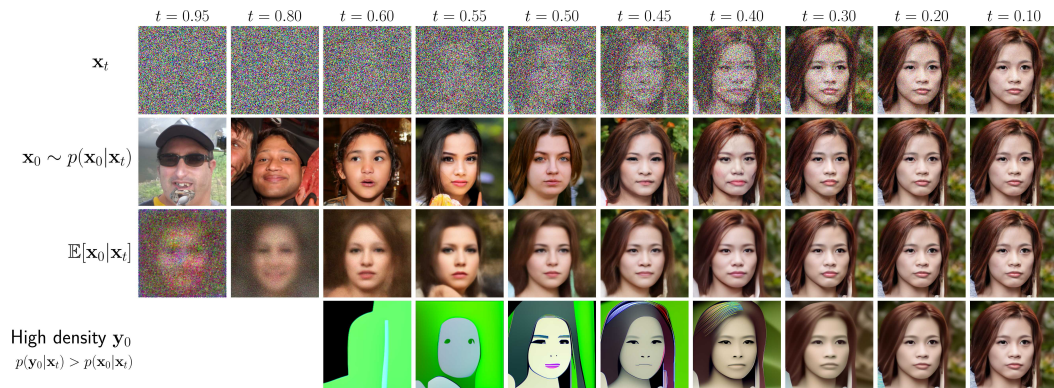 t = 0.95 t = 0.80 t = 0.60 t = 0.55 t = 0.50 t = 0.45 t = 0.40 t = 0.30 t = 0.20 t = 0.10
x_t
x_0 ∼ p(x_0|x_t)
𝔼[x_0|x_t]
High density y_0
p(y_0|x_t) > p(x_0|x_t)